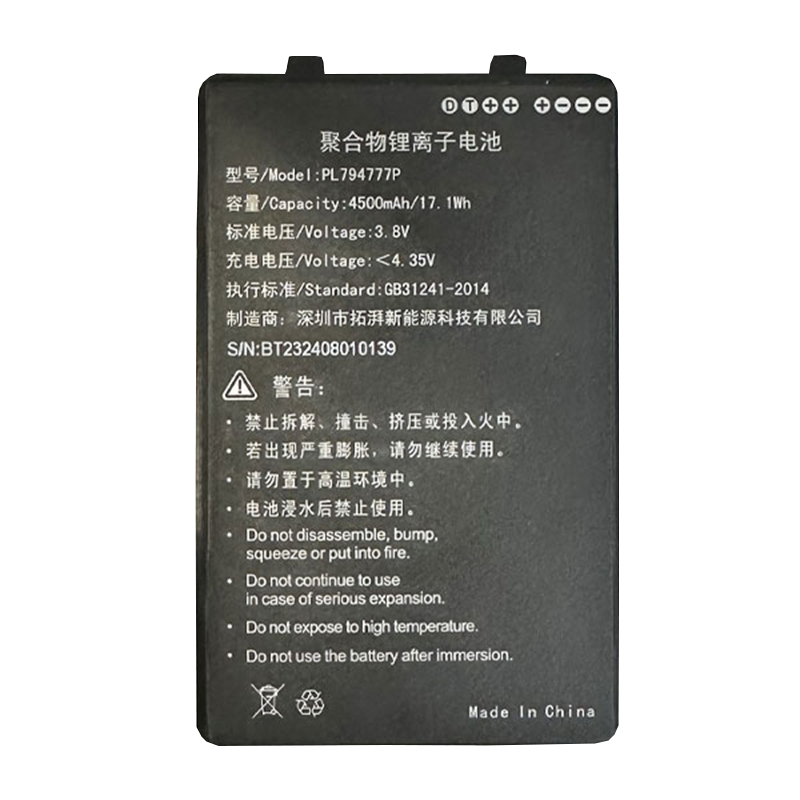 D T + + + - - -
聚合物锂离子电池
型号/Model:PL794777P
容量/Capacity:4500mAh/17.1Wh
标准电压/Voltage:3.8V
充电电压/Voltage:<4.35V
执行标准/Standard:GB31241-2014
制造商：深圳市拓湃新能源科技有限公司
S/N:BT232408010139
警告：
· 禁止拆解、撞击、挤压或投入火中。
· 若出现严重膨胀，请勿继续使用。
· 请勿置于高温环境中。
· 电池浸水后禁止使用。
· Do not disassemble, bump,
squeeze or put into fire.
· Do not continue to use
in case of serious expansion.
· Do not expose to high temperature.
· Do not use the battery after immersion.
Made In China